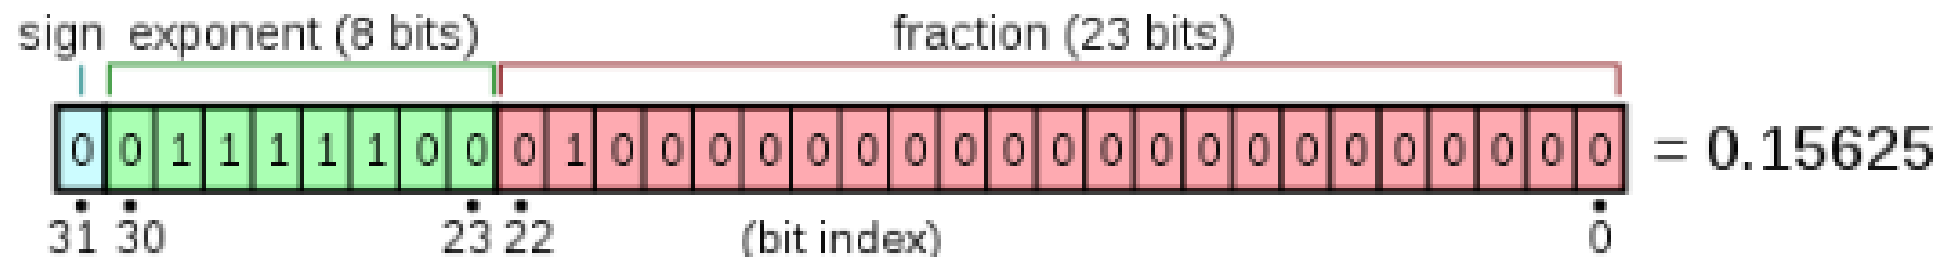 sign exponent (8 bits) fraction (23 bits)
0 0 1 1 1 1 1 0 0 0 1 0 0 0 0 0 0 0 0 0 0 0 0 0 0 0 0 0 0 0 0 0 = 0.15625
31 30 23 22 (bit index) 0